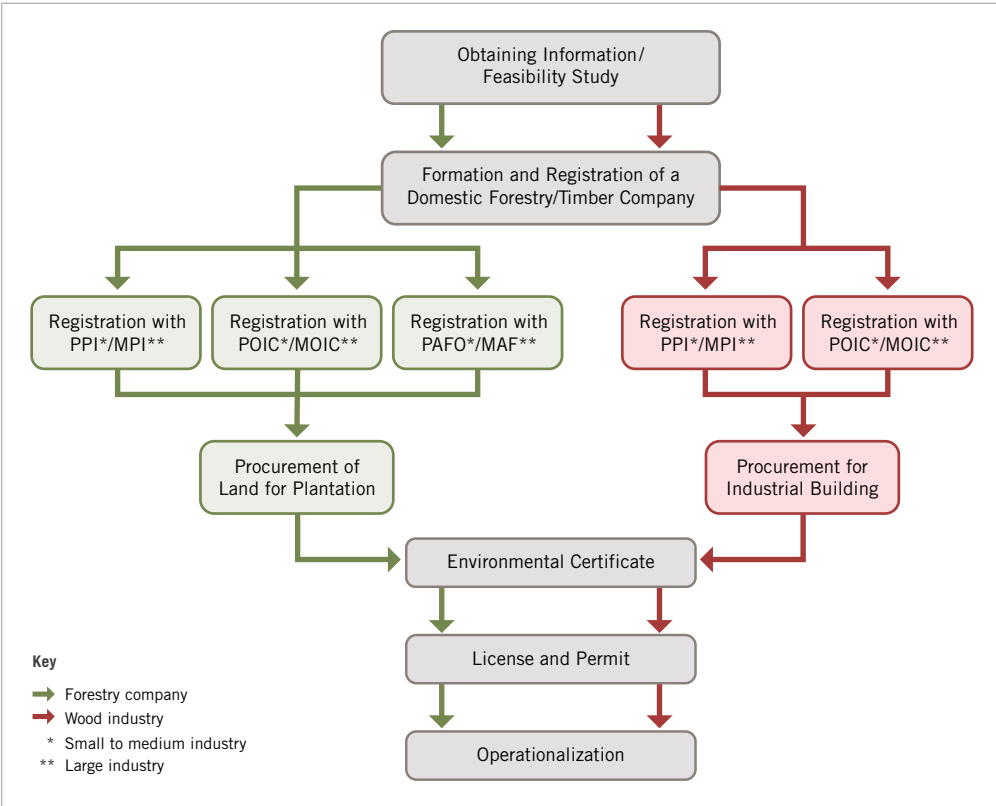 Obtaining Information/
Feasibility Study
Formation and Registration of a
Domestic Forestry/Timber Company
Registration with
PPI*/MPI**
Registration with
POIC*/MOIC**
Registration with
PAFO*/MAF**
Registration with
PPI*/MPI**
Registration with
POIC*/MOIC**
Procurement of
Land for Plantation
Procurement for
Industrial Building
Environmental Certificate
License and Permit
Operationalization
Key
Forestry company
Wood industry
* Small to medium industry
** Large industry